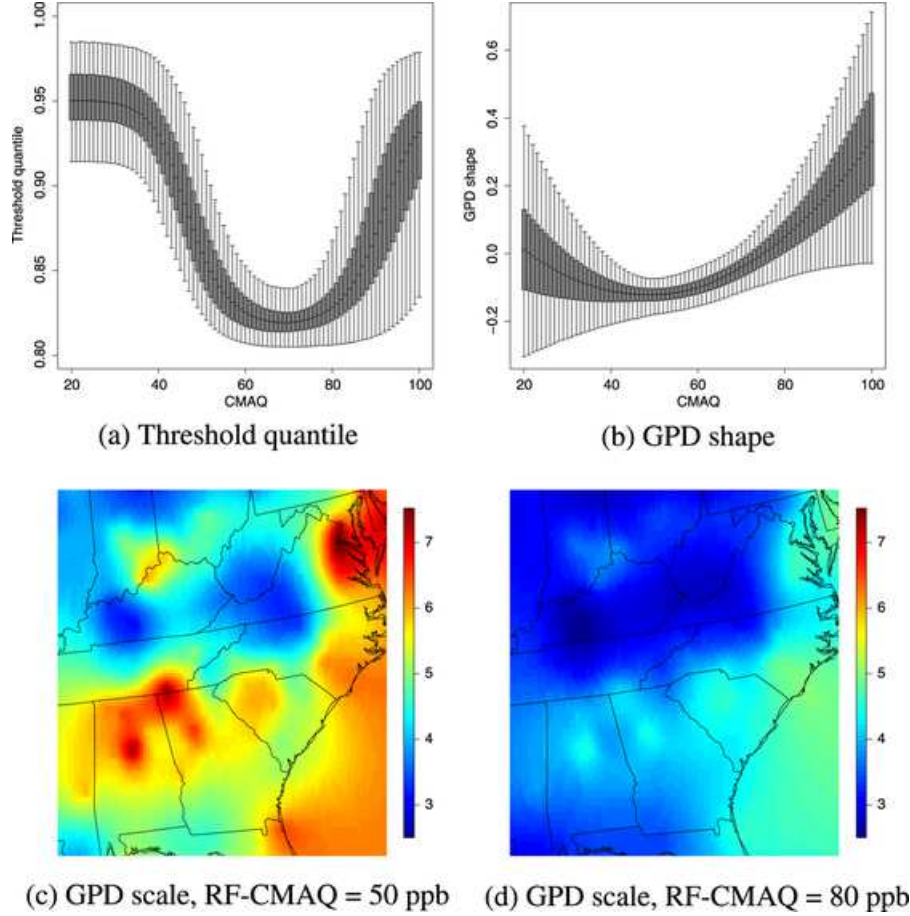 1.00
0.95
0.90
0.85
0.80
Threshold quantile
20 40 60 80 100
CMAQ
(a) Threshold quantile
0.6
0.4
0.2
0.0
−0.2
GPD shape
20 40 60 80 100
CMAQ
(b) GPD shape
7
6
5
4
3
(c) GPD scale, RF-CMAQ = 50 ppb
7
6
5
4
3
(d) GPD scale, RF-CMAQ = 80 ppb